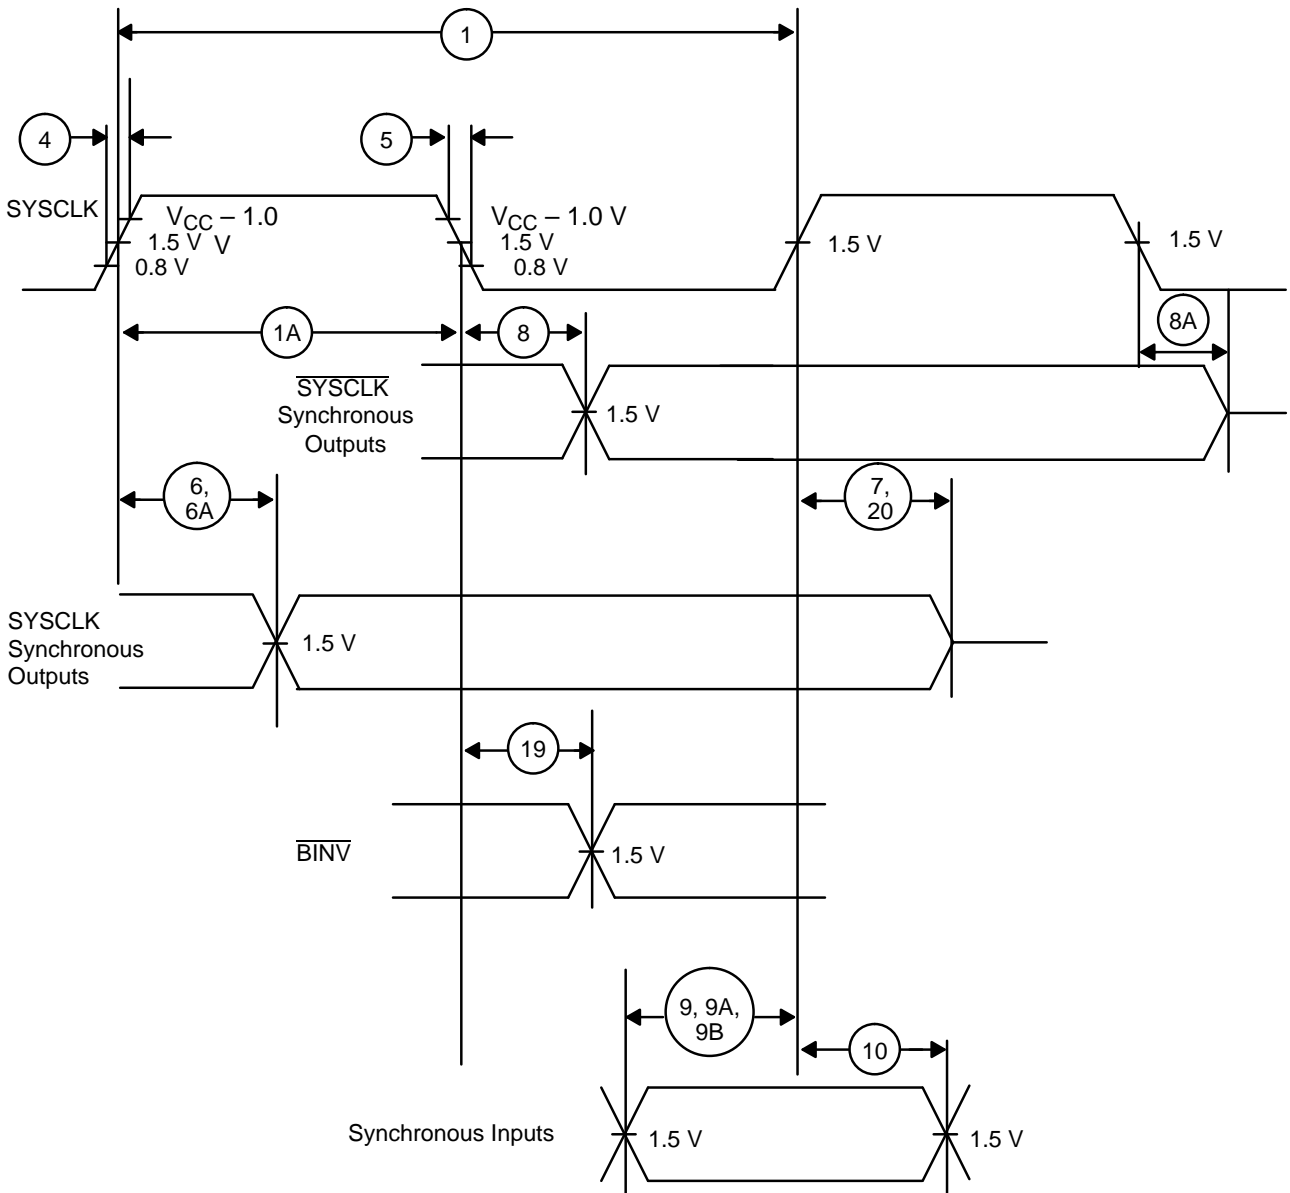 1
4
5
SYSCLK
V_CC – 1.0 V
1.5 V
0.8 V
V_CC – 1.0 V
1.5 V
0.8 V
1.5 V
1.5 V
1A
8
8A
SYSCLK
Synchronous
Outputs
1.5 V
6,
6A
7,
20
SYSCLK
Synchronous
Outputs
1.5 V
19
BINV
1.5 V
9, 9A,
9B
10
Synchronous Inputs
1.5 V
1.5 V